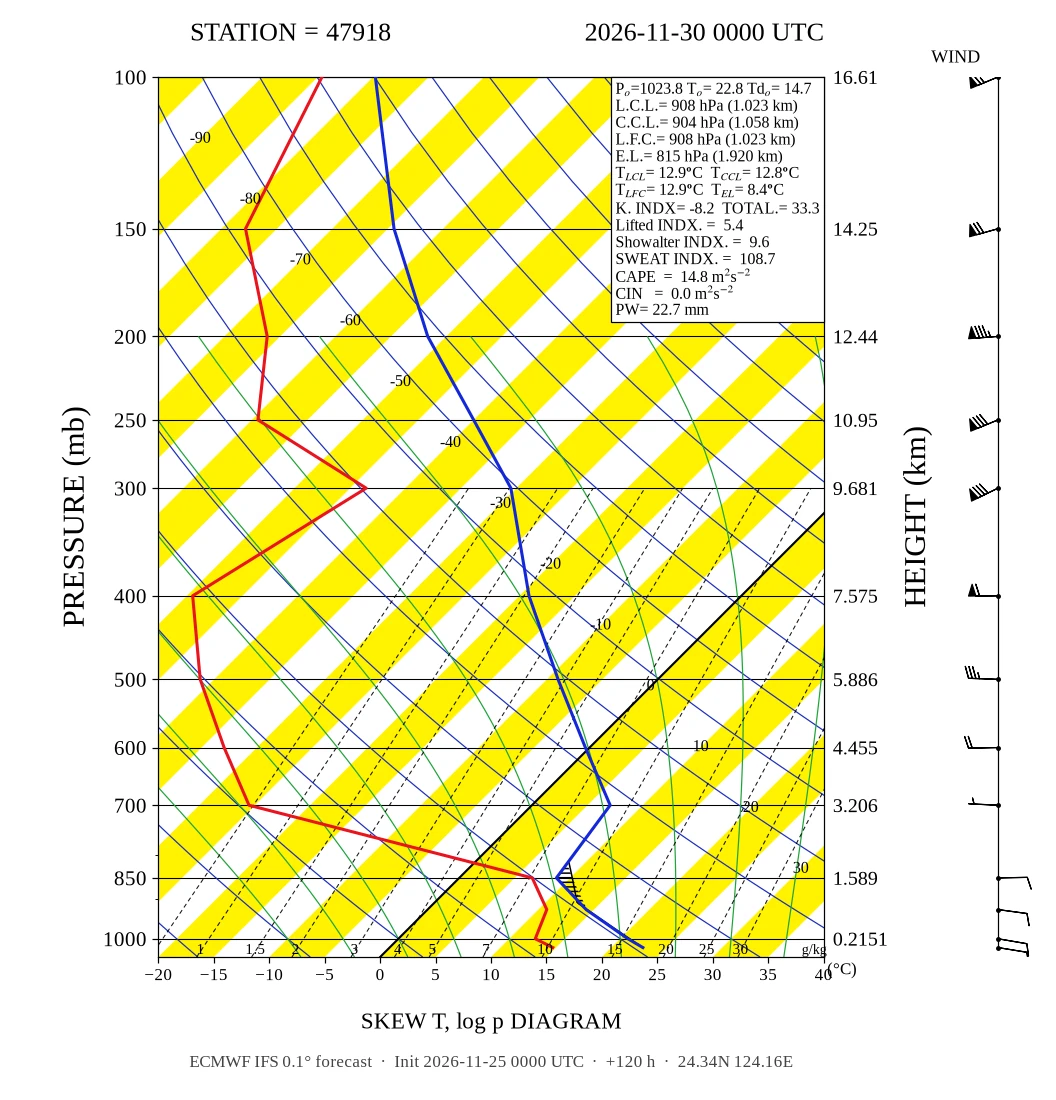 STATION = 47918 2026-11-30 0000 UTC
WIND
100 16.61
Pₒ=1023.8 Tₒ= 22.8 Tdₒ= 14.7
L.C.L.= 908 hPa (1.023 km)
C.C.L.= 904 hPa (1.058 km)
L.F.C.= 908 hPa (1.023 km)
E.L.= 815 hPa (1.920 km)
T_LCL= 12.9°C T_CCL= 12.8°C
T_LFC= 12.9°C T_EL= 8.4°C
K. INDX= -8.2 TOTAL.= 33.3
Lifted INDX. = 5.4
Showalter INDX. = 9.6
SWEAT INDX. = 108.7
CAPE = 14.8 m²s⁻²
CIN = 0.0 m²s⁻²
PW= 22.7 mm
-90
-80
150 14.25
-70
-60
200 12.44
-50
250 10.95
-40
300 9.681
-30
-20
400 7.575
-10
500 5.886
0
10
600 4.455
700 3.206
20
30
850 1.589
1000 0.2151
1 1.5 2 3 4 5 7 10 15 20 25 30 g/kg
−20 −15 −10 −5 0 5 10 15 20 25 30 35 40 (°C)
PRESSURE (mb)
HEIGHT (km)
SKEW T, log p DIAGRAM
ECMWF IFS 0.1° forecast · Init 2026-11-25 0000 UTC · +120 h · 24.34N 124.16E